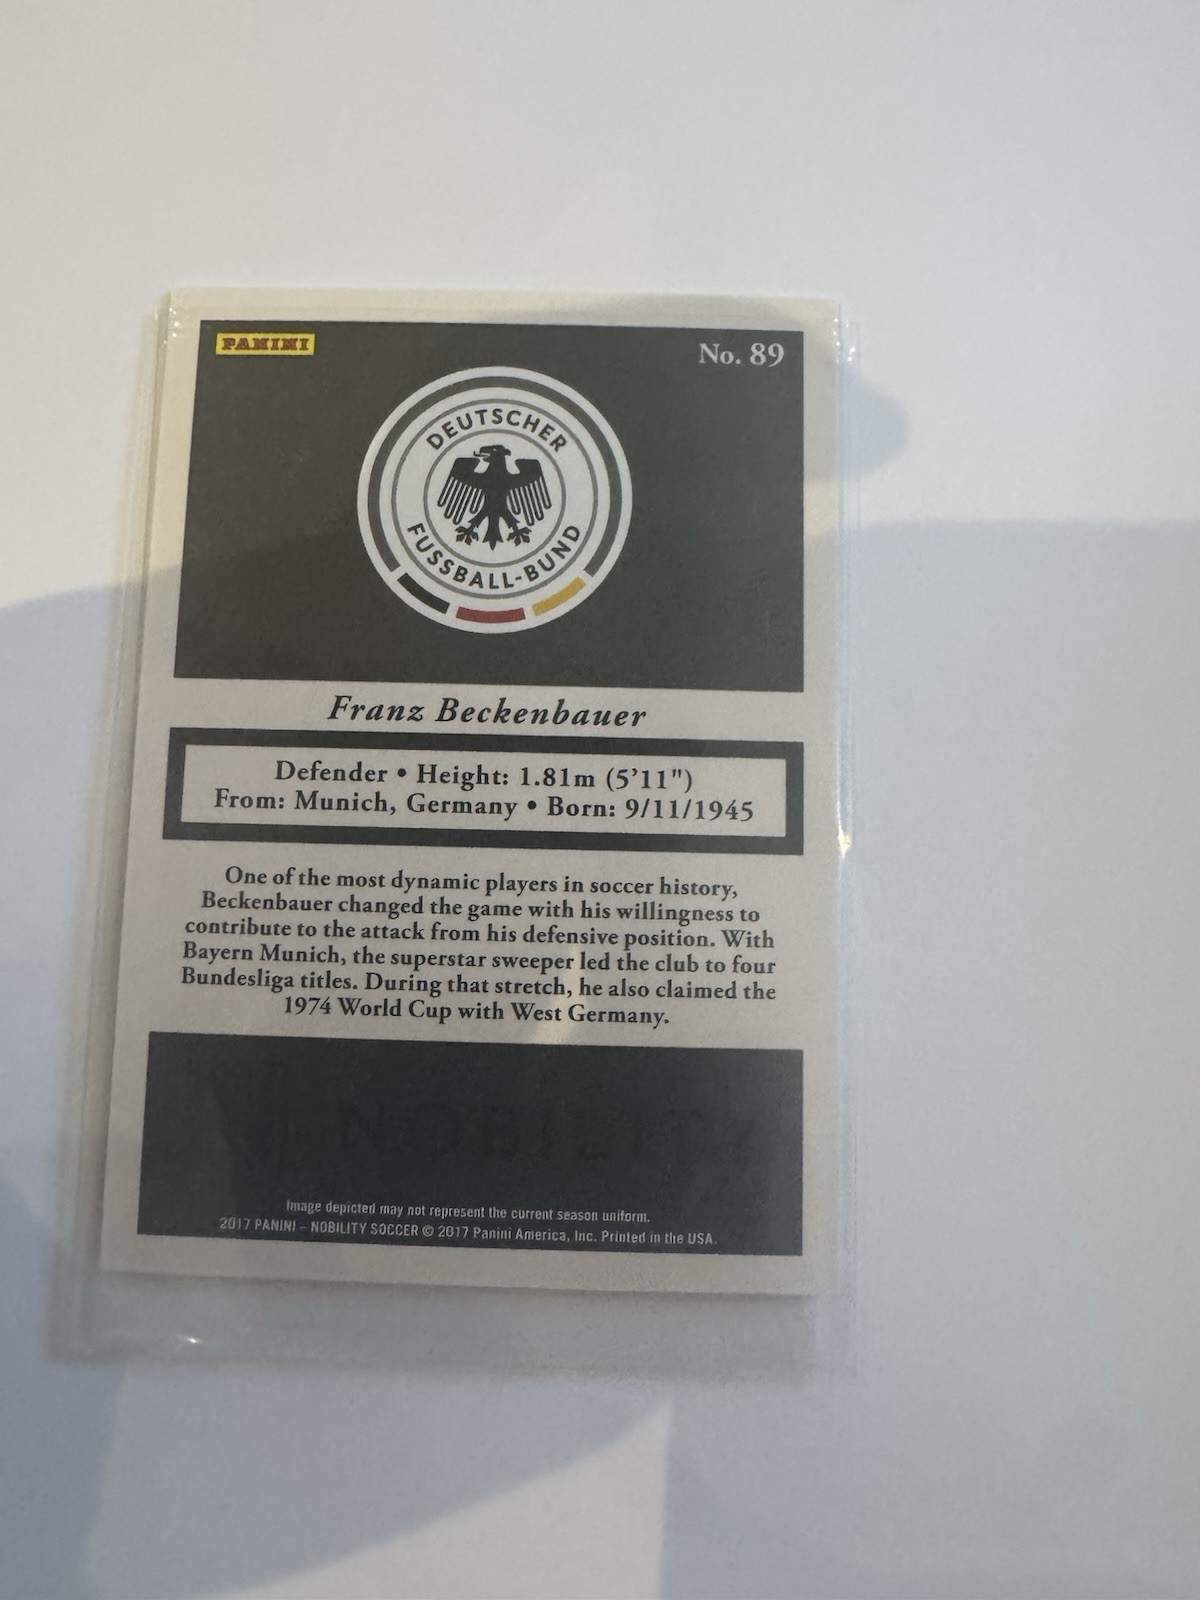 PANINI
No. 89
DEUTSCHER
FUSSBALL-BUND
Franz Beckenbauer
Defender • Height: 1.81m (5'11")
From: Munich, Germany • Born: 9/11/1945
One of the most dynamic players in soccer history,
Beckenbauer changed the game with his willingness to
contribute to the attack from his defensive position. With
Bayern Munich, the superstar sweeper led the club to four
Bundesliga titles. During that stretch, he also claimed the
1974 World Cup with West Germany.
Image depicted may not represent the current season uniform.
2017 PANINI – NOBILITY SOCCER © 2017 Panini America, Inc. Printed in the USA.